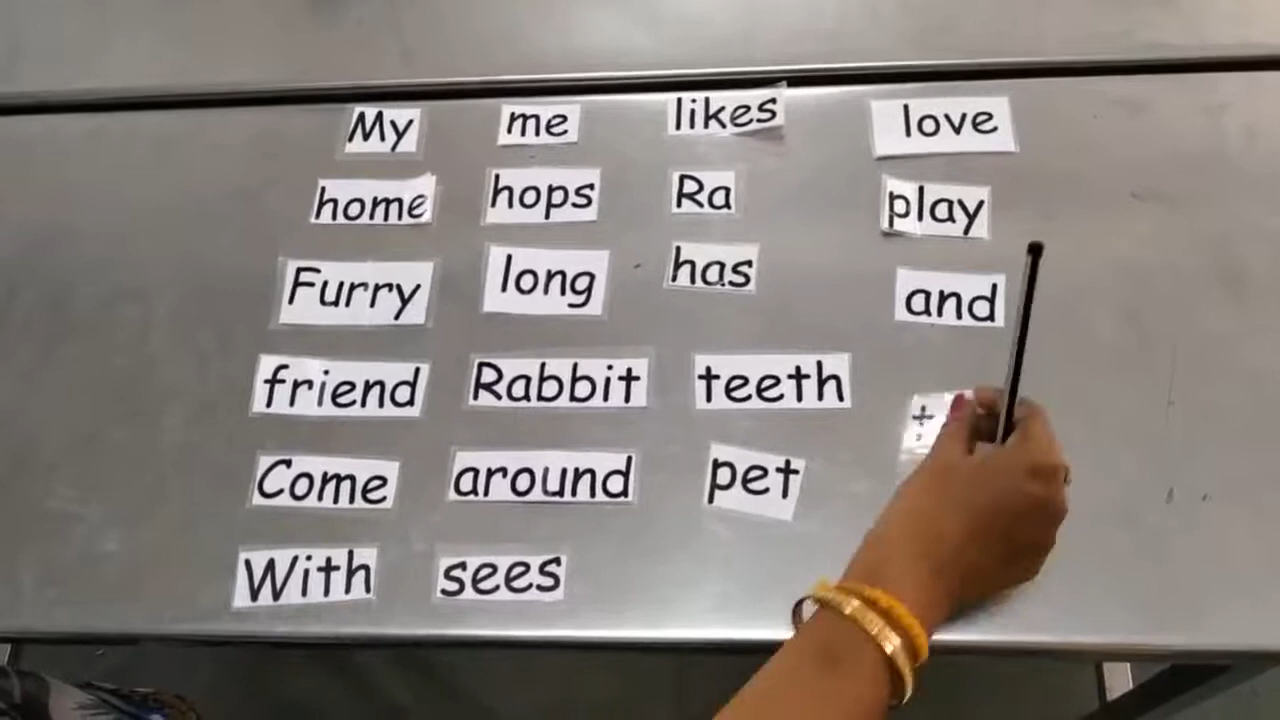 My me likes love
home hops Ra play
Furry long has and
friend Rabbit teeth
Come around pet
With sees